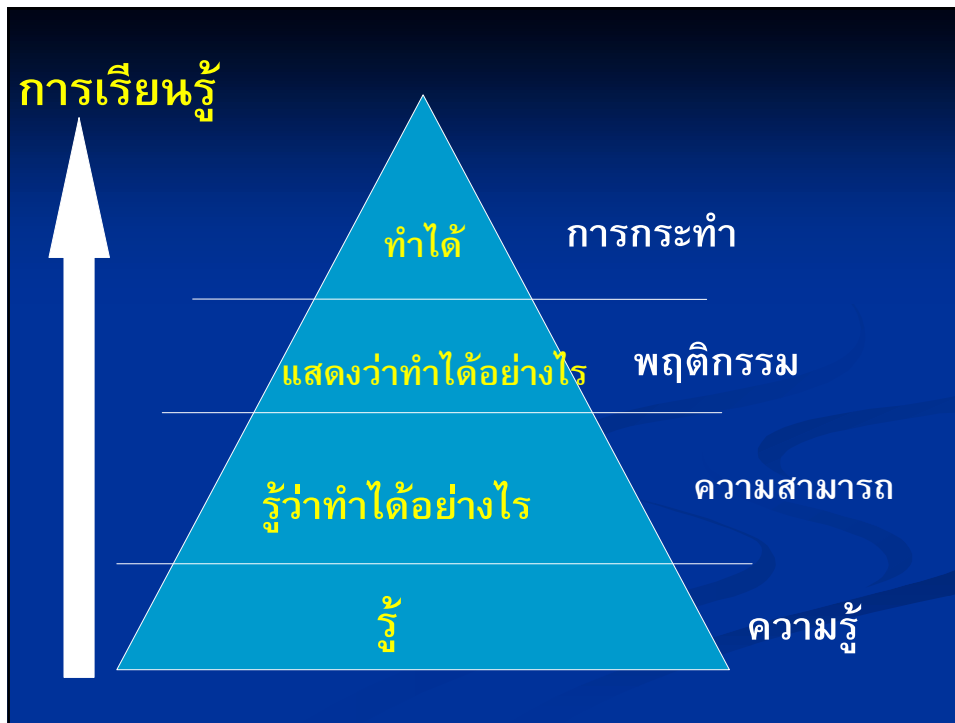 การเรียนรู้
ทำได้
การกระทำ
แสดงว่าทำได้อย่างไร
พฤติกรรม
รู้ว่าทำได้อย่างไร
ความสามารถ
รู้
ความรู้